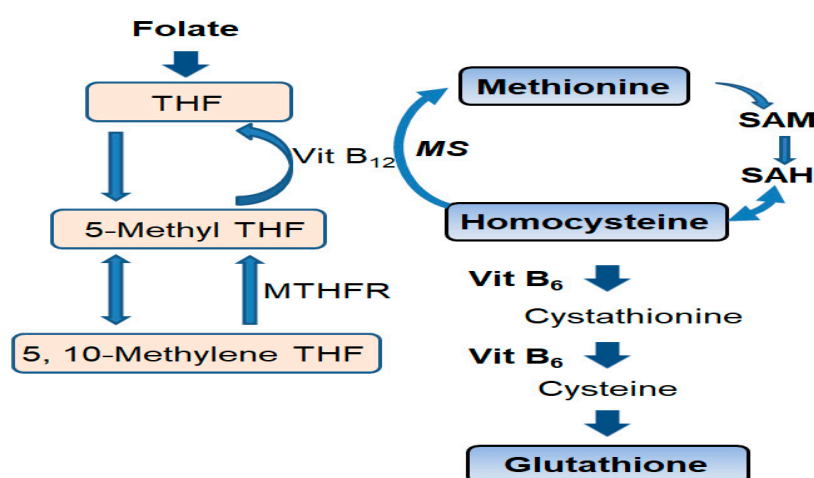 Folate
THF
Vit B₁₂
5-Methyl THF
MTHFR
5, 10-Methylene THF
Methionine
MS
SAM
SAH
Homocysteine
Vit B₆
Cystathionine
Vit B₆
Cysteine
Glutathione